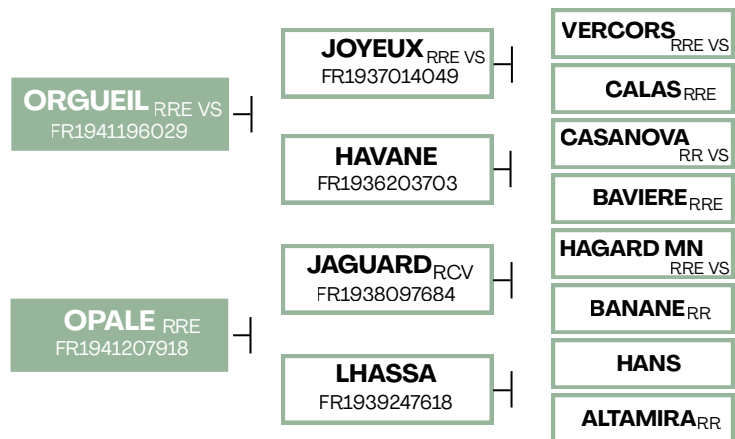 ORGUEIL RRE VS
FR1941196029
JOYEUX RRE VS
FR1937014049
VERCORS
RRE VS
CALAS RRE
HAVANE
FR1936203703
CASANOVA
RR VS
BAVIERE RRE
OPALE RRE
FR1941207918
JAGUARD RCV
FR1938097684
HAGARD MN
RRE VS
BANANE RR
LHASSA
FR1939247618
HANS
ALTAMIRA RR